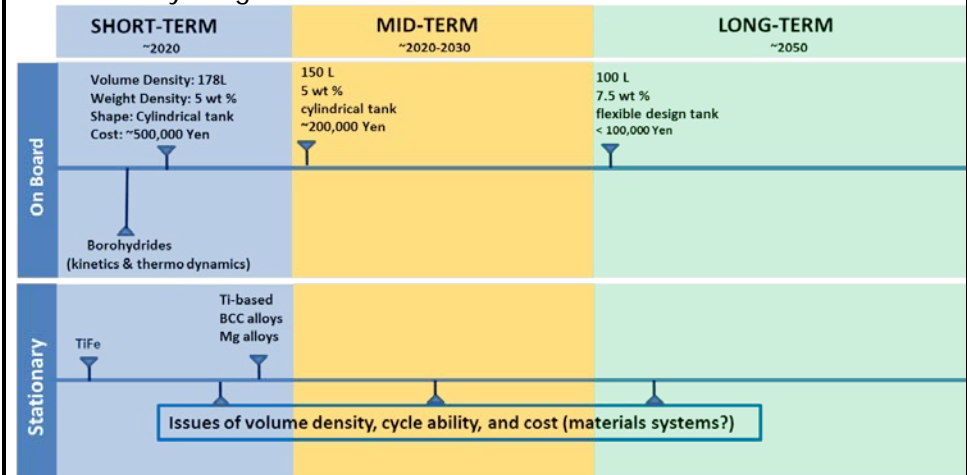 SHORT-TERM
~2020
MID-TERM
~2020-2030
LONG-TERM
~2050
On Board
Volume Density: 178L
Weight Density: 5 wt %
Shape: Cylindrical tank
Cost: ~500,000 Yen
150 L
5 wt %
cylindrical tank
~200,000 Yen
100 L
7.5 wt %
flexible design tank
< 100,000 Yen
Borohydrides
(kinetics & thermo dynamics)
Stationary
TiFe
Ti-based
BCC alloys
Mg alloys
Issues of volume density, cycle ability, and cost (materials systems?)